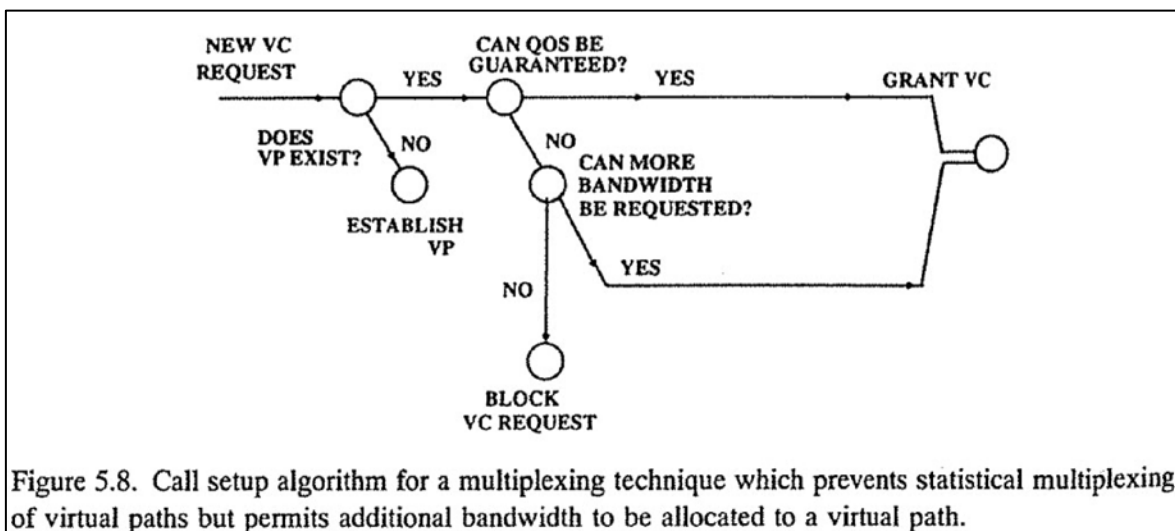 NEW VC
REQUEST
YES
CAN QOS BE
GUARANTEED?
YES
GRANT VC
DOES
VP EXIST?
NO
ESTABLISH
VP
NO
CAN MORE
BANDWIDTH
BE REQUESTED?
YES
NO
BLOCK
VC REQUEST
Figure 5.8. Call setup algorithm for a multiplexing technique which prevents statistical multiplexing
of virtual paths but permits additional bandwidth to be allocated to a virtual path.